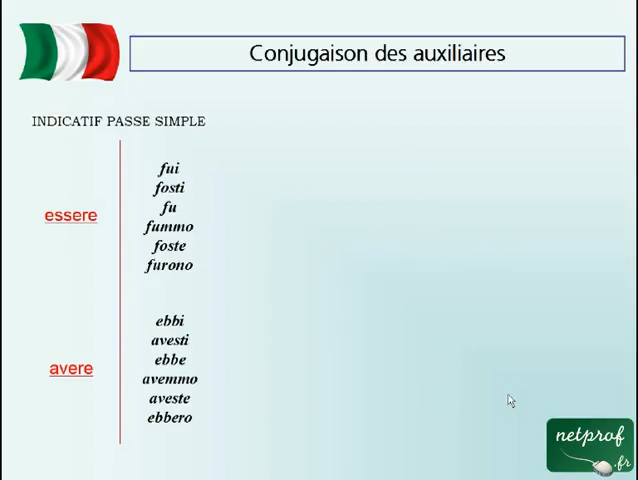 Conjugaison des auxiliaires
INDICATIF PASSE SIMPLE
essere
fui
fosti
fu
fummo
foste
furono
avere
ebbi
avesti
ebbe
avemmo
aveste
ebbero
netprof
.fr